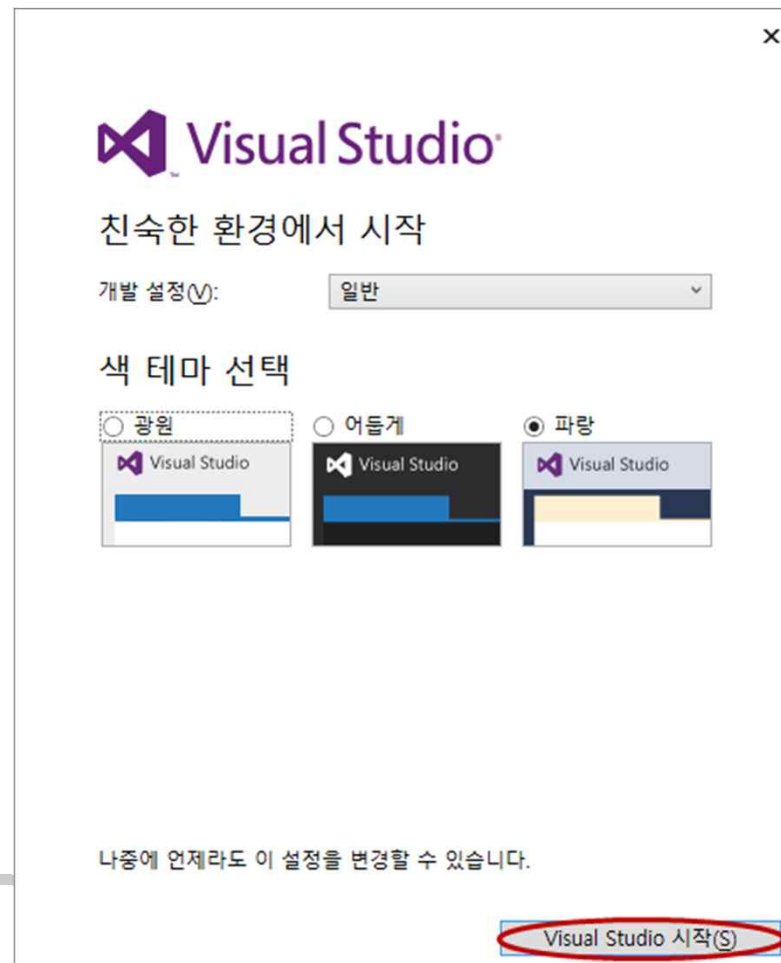 Visual Studio
친숙한 환경에서 시작
개발 설정(V): 일반
색 테마 선택
광원 어둡게 파랑
Visual Studio Visual Studio Visual Studio
나중에 언제라도 이 설정을 변경할 수 있습니다.
Visual Studio 시작(S)